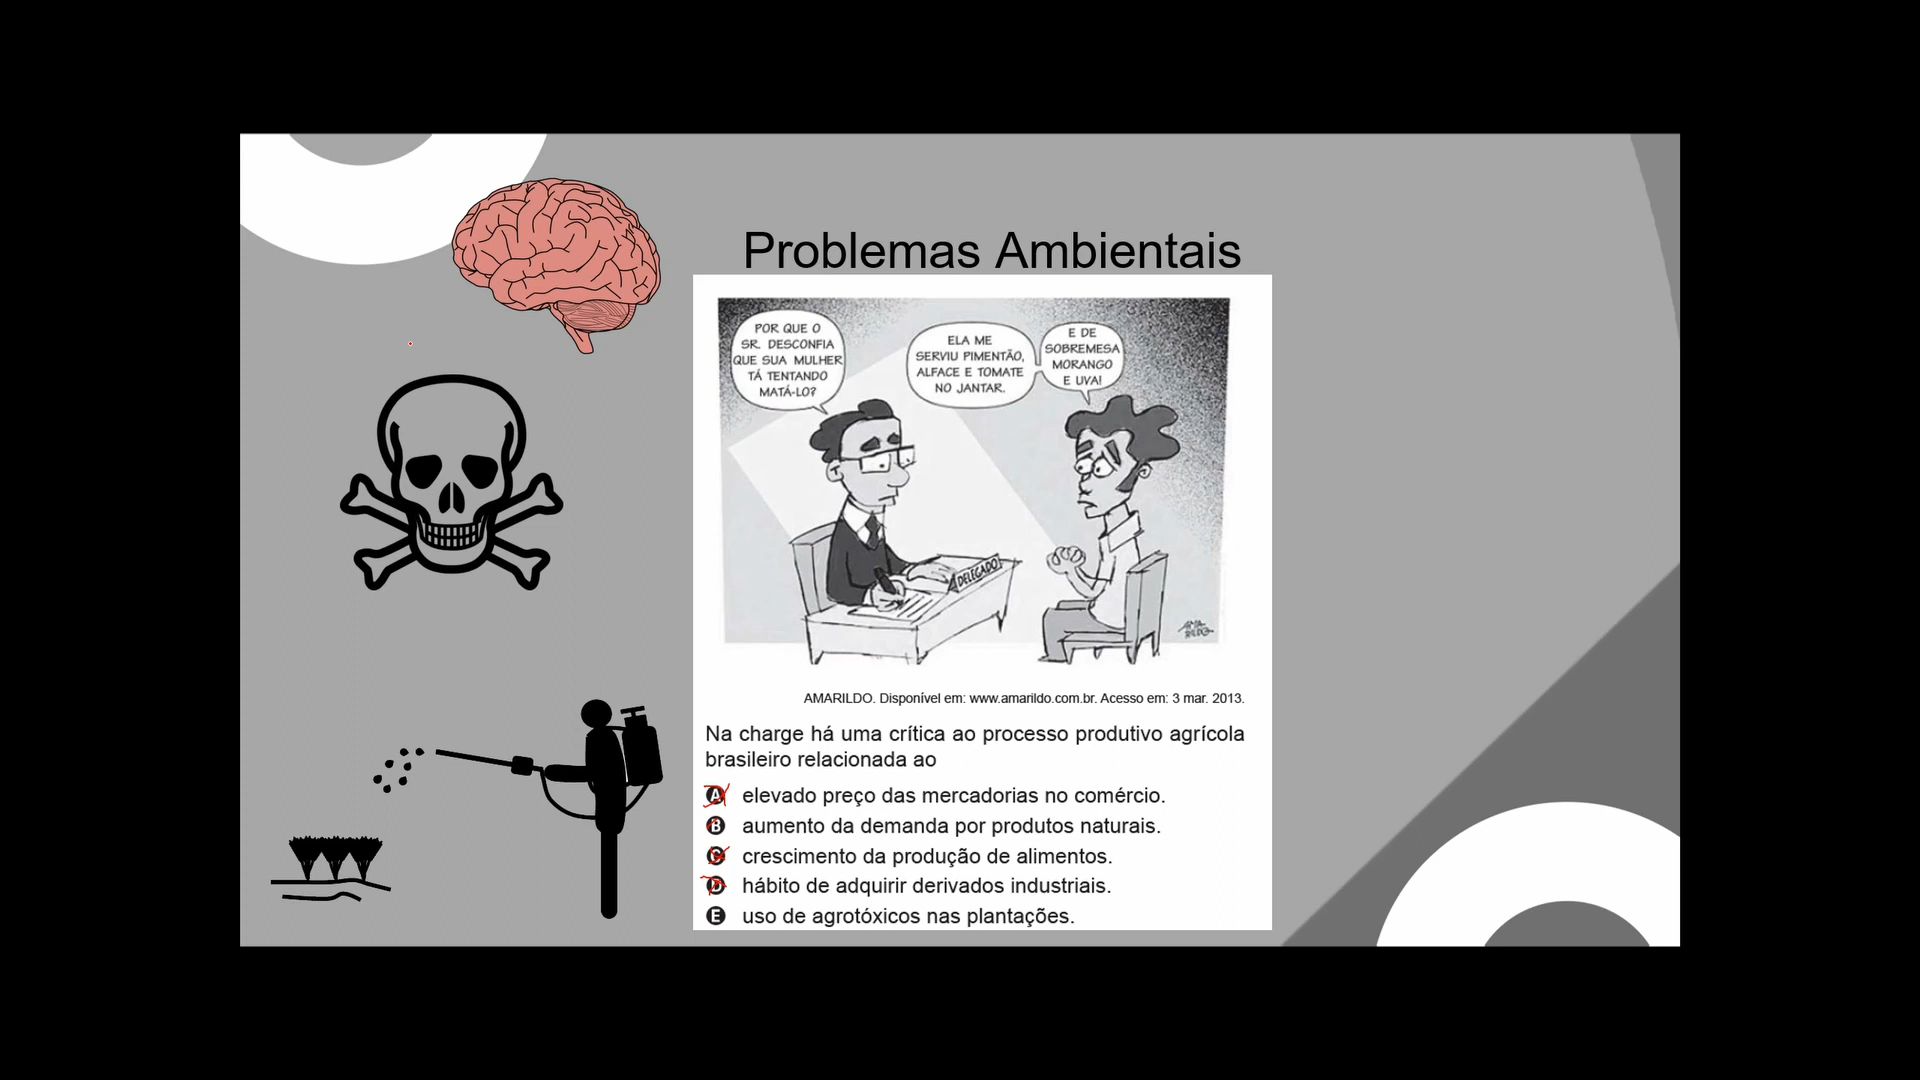 Problemas Ambientais
POR QUE O
SR. DESCONFIA
QUE SUA MULHER
TÁ TENTANDO
MATÁ-LO?
ELA ME
SERVIU PIMENTÃO,
ALFACE E TOMATE
NO JANTAR.
E DE
SOBREMESA
MORANGO
E UVA!
DELEGADO
AMARILDO
AMARILDO. Disponível em: www.amarildo.com.br. Acesso em: 3 mar. 2013.
Na charge há uma crítica ao processo produtivo agrícola
brasileiro relacionada ao
A elevado preço das mercadorias no comércio.
B aumento da demanda por produtos naturais.
C crescimento da produção de alimentos.
D hábito de adquirir derivados industriais.
E uso de agrotóxicos nas plantações.